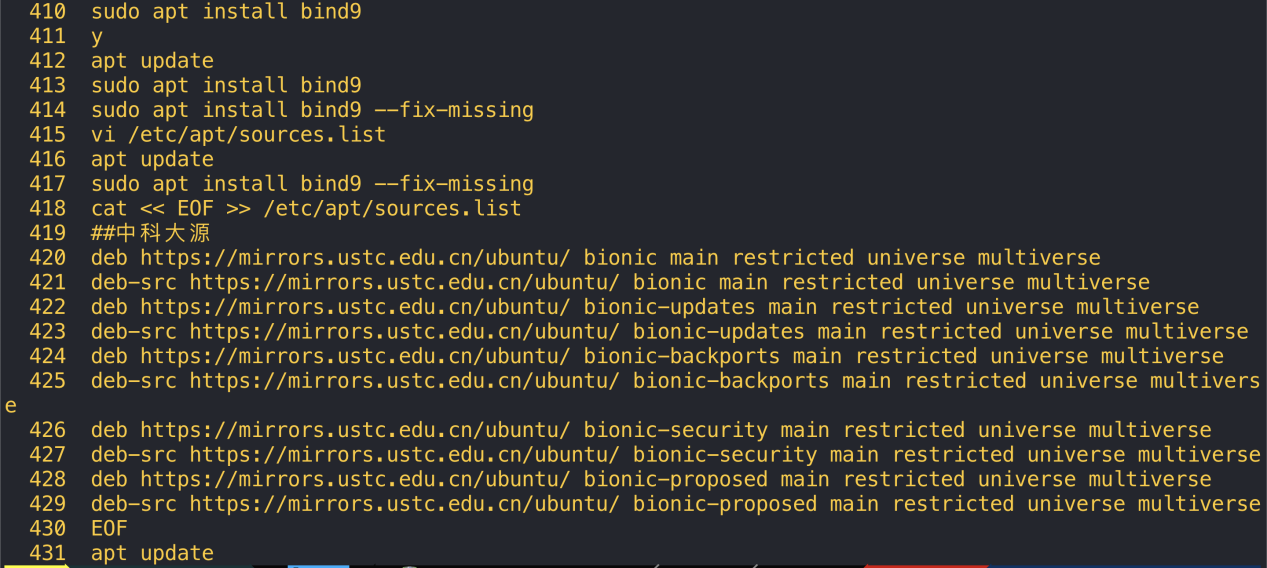 410  sudo apt install bind9
411  y
412  apt update
413  sudo apt install bind9
414  sudo apt install bind9 --fix-missing
415  vi /etc/apt/sources.list
416  apt update
417  sudo apt install bind9 --fix-missing
418  cat << EOF >> /etc/apt/sources.list
419  ##中科大源
420  deb https://mirrors.ustc.edu.cn/ubuntu/ bionic main restricted universe multiverse
421  deb-src https://mirrors.ustc.edu.cn/ubuntu/ bionic main restricted universe multiverse
422  deb https://mirrors.ustc.edu.cn/ubuntu/ bionic-updates main restricted universe multiverse
423  deb-src https://mirrors.ustc.edu.cn/ubuntu/ bionic-updates main restricted universe multiverse
424  deb https://mirrors.ustc.edu.cn/ubuntu/ bionic-backports main restricted universe multiverse
425  deb-src https://mirrors.ustc.edu.cn/ubuntu/ bionic-backports main restricted universe multivers
e
426  deb https://mirrors.ustc.edu.cn/ubuntu/ bionic-security main restricted universe multiverse
427  deb-src https://mirrors.ustc.edu.cn/ubuntu/ bionic-security main restricted universe multiverse
428  deb https://mirrors.ustc.edu.cn/ubuntu/ bionic-proposed main restricted universe multiverse
429  deb-src https://mirrors.ustc.edu.cn/ubuntu/ bionic-proposed main restricted universe multiverse
430  EOF
431  apt update